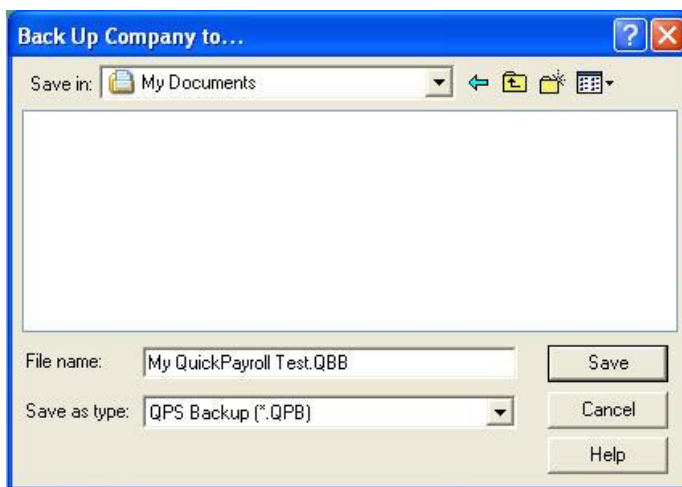 Back Up Company to...
Save in: My Documents
File name: My QuickPayroll Test.QBB Save
Save as type: QPS Backup (*.QPB) Cancel
Help